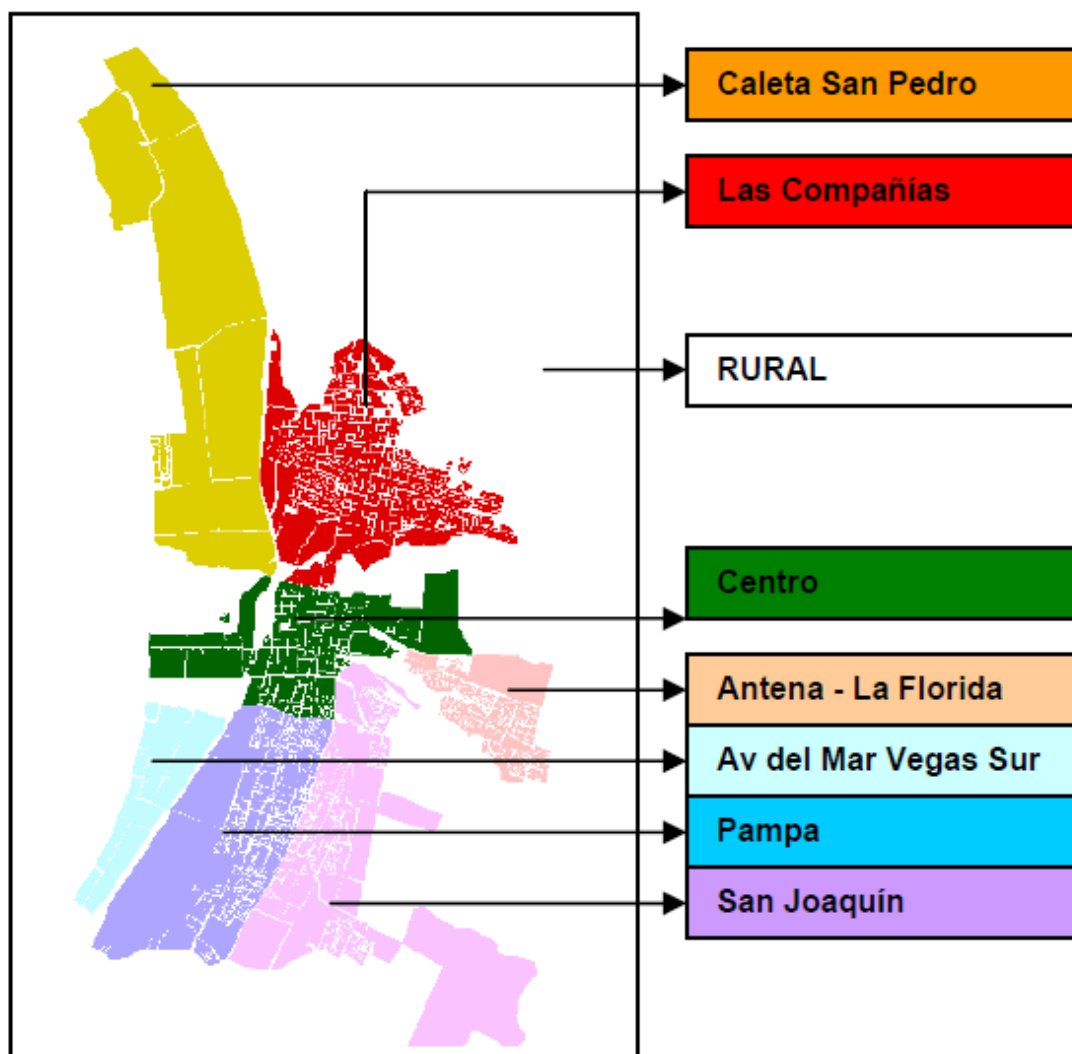 Caleta San Pedro
Las Compañías
RURAL
Centro
Antena - La Florida
Av del Mar Vegas Sur
Pampa
San Joaquín